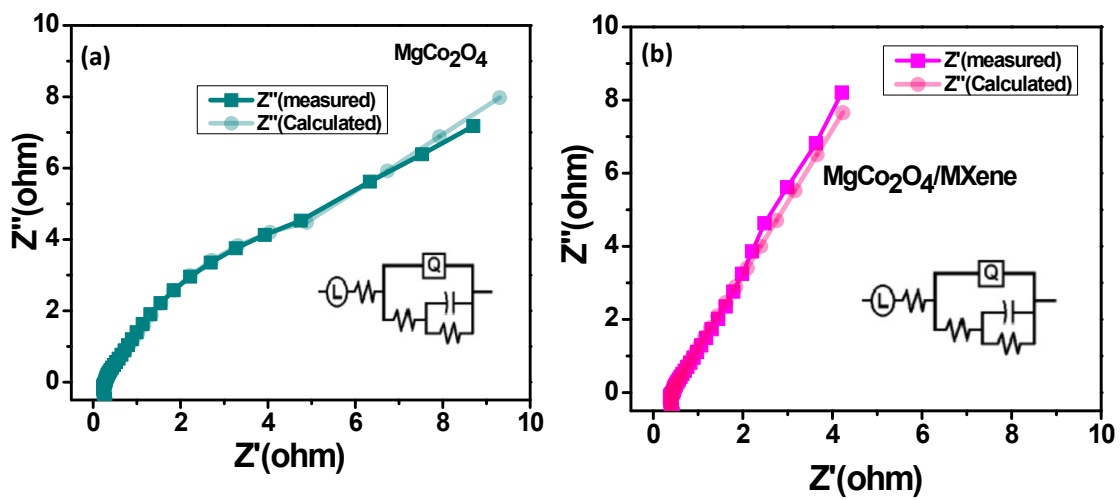 (a)
MgCo₂O₄
Z''(measured)
Z''(Calculated)
10
8
6
4
2
0
Z''(ohm)
L
Q
0 2 4 6 8 10
Z'(ohm)
(b)
Z'(measured)
Z''(Calculated)
MgCo₂O₄/MXene
10
8
6
4
2
0
Z''(ohm)
L
Q
0 2 4 6 8 10
Z'(ohm)